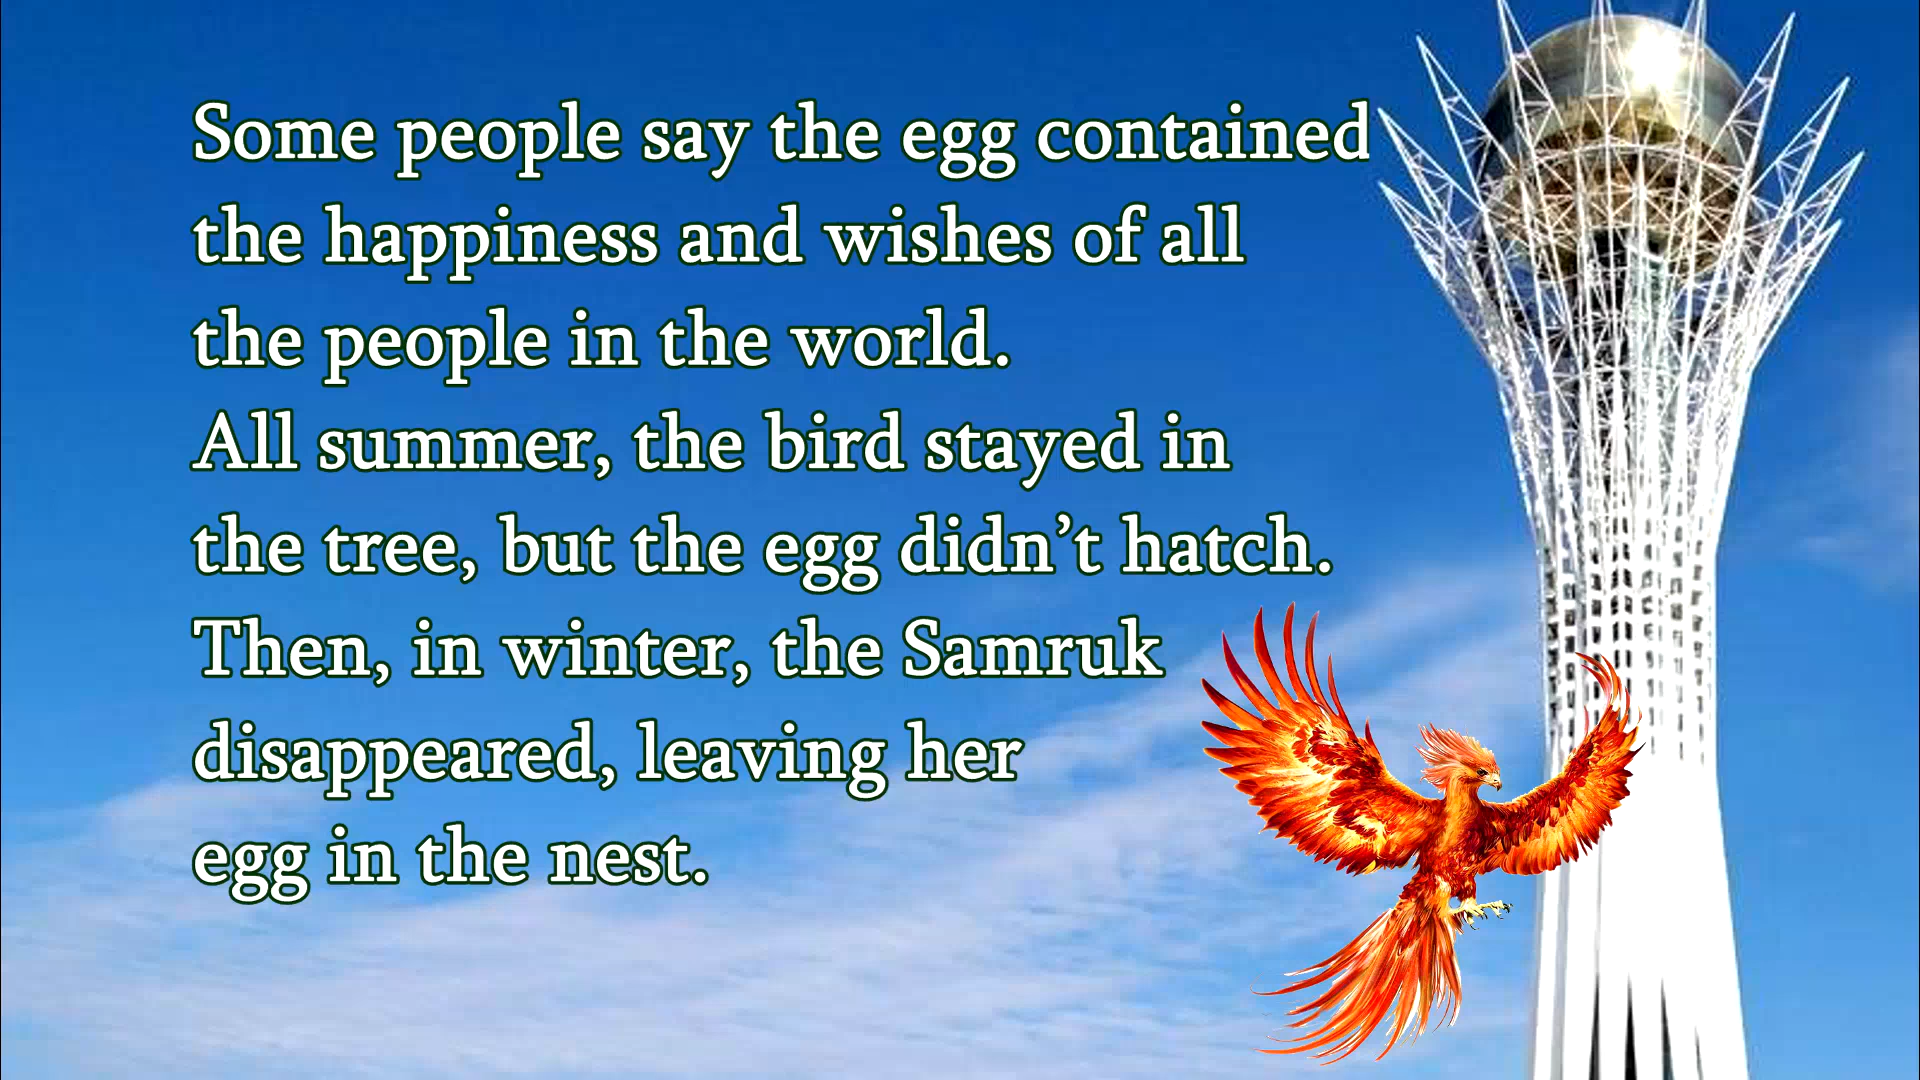 Some people say the egg contained
the happiness and wishes of all
the people in the world.
All summer, the bird stayed in
the tree, but the egg didn’t hatch.
Then, in winter, the Samruk
disappeared, leaving her
egg in the nest.